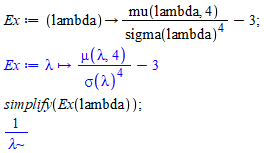 Ex := (lambda) → mu(lambda, 4) / sigma(lambda)^4 − 3;
Ex := λ ↦ μ(λ, 4) / σ(λ)^4 − 3
simplify(Ex(lambda));
1 / λ~